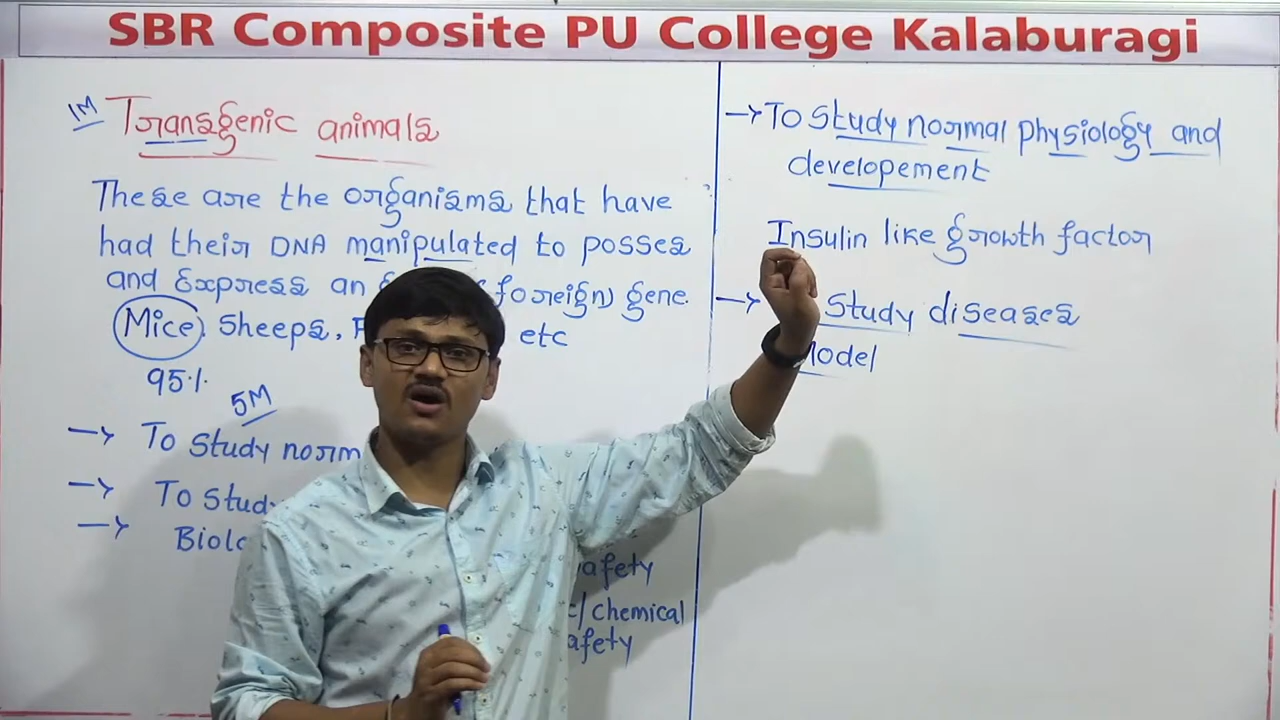 SBR Composite PU College Kalaburagi
1M
Transgenic animals
These are the organisms that have
had their DNA manipulated to posses
and Express an (foreign) gene.
Mice, Sheeps, etc
95%
5M
→ To study norm
→ To stud
→ Biolo
afety
/chemical
afety
→ To study normal physiology and
developement
Insulin like growth factor
→ Study diseases
Model